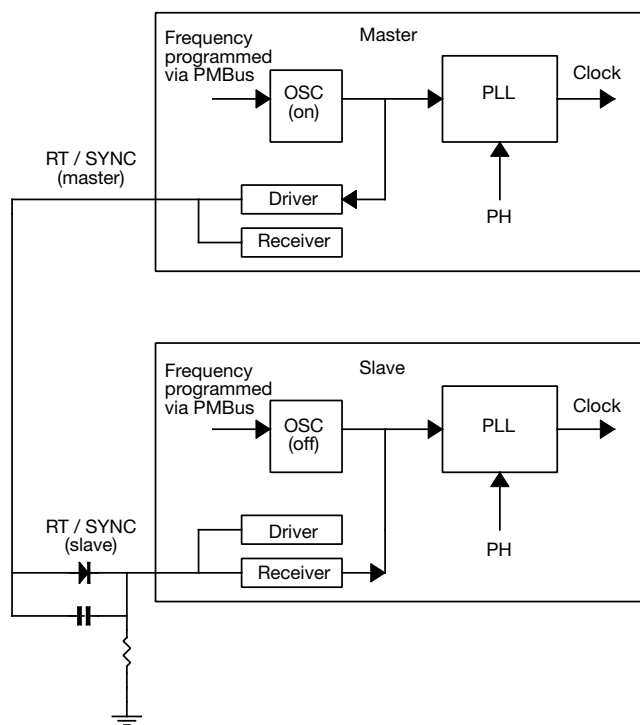 Frequency
programmed
via PMBus
Master
OSC
(on)
PLL
Clock
RT / SYNC
(master)
Driver
Receiver
PH
Frequency
programmed
via PMBus
Slave
OSC
(off)
PLL
Clock
RT / SYNC
(slave)
Driver
Receiver
PH